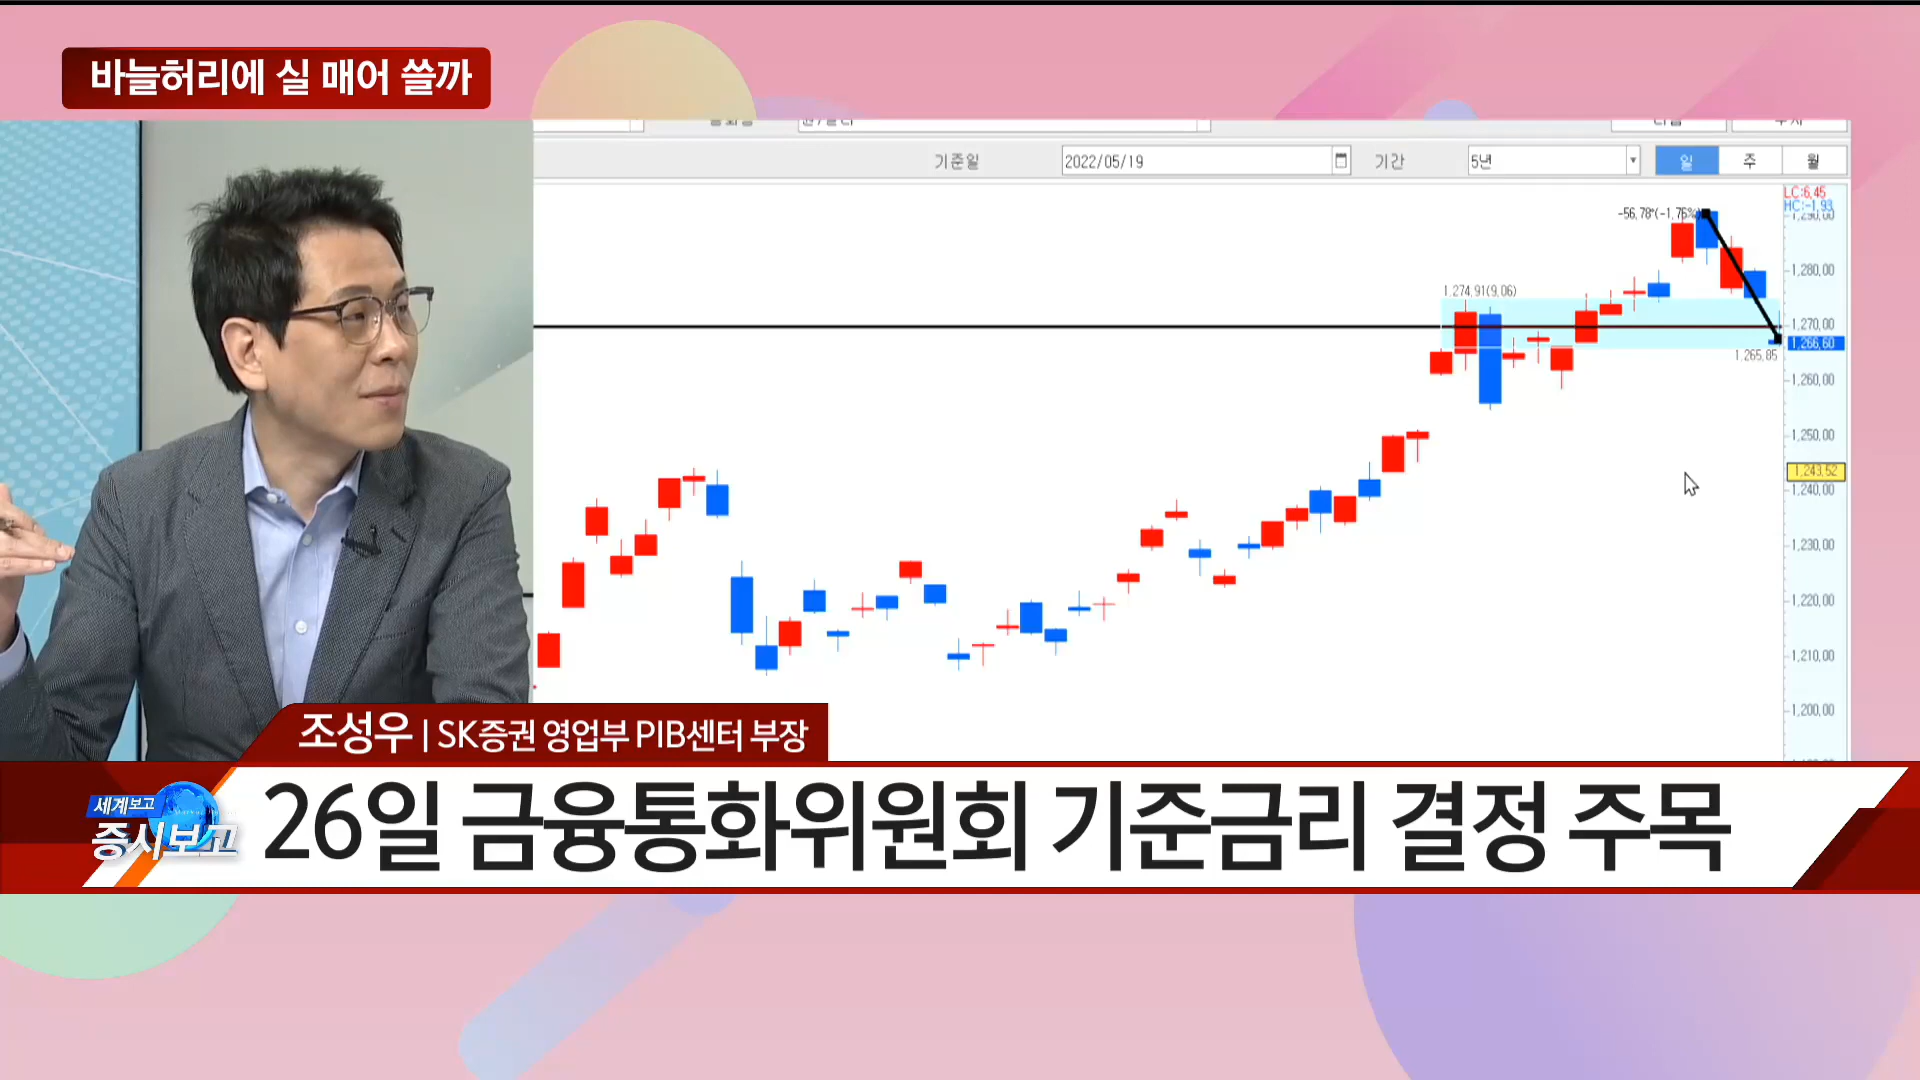 바늘허리에 실 매어 쓸까
기준일 2022/05/19 기간 5년 일 주 월
LC:6.45
HC:-1.93
-56.78°(-1.76%)
1,290.00
1,280.00
1,274.91(9.06)
1,270.00
1,266.60
1,265.85
1,260.00
1,250.00
1,243.52
1,240.00
1,230.00
1,220.00
1,210.00
1,200.00
조성우 | SK증권 영업부 PIB센터 부장
세계보고
증시보고
26일 금융통화위원회 기준금리 결정 주목